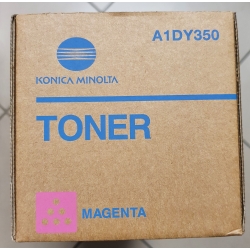 A1DY350
KONICA MINOLTA
TONER
MAGENTA